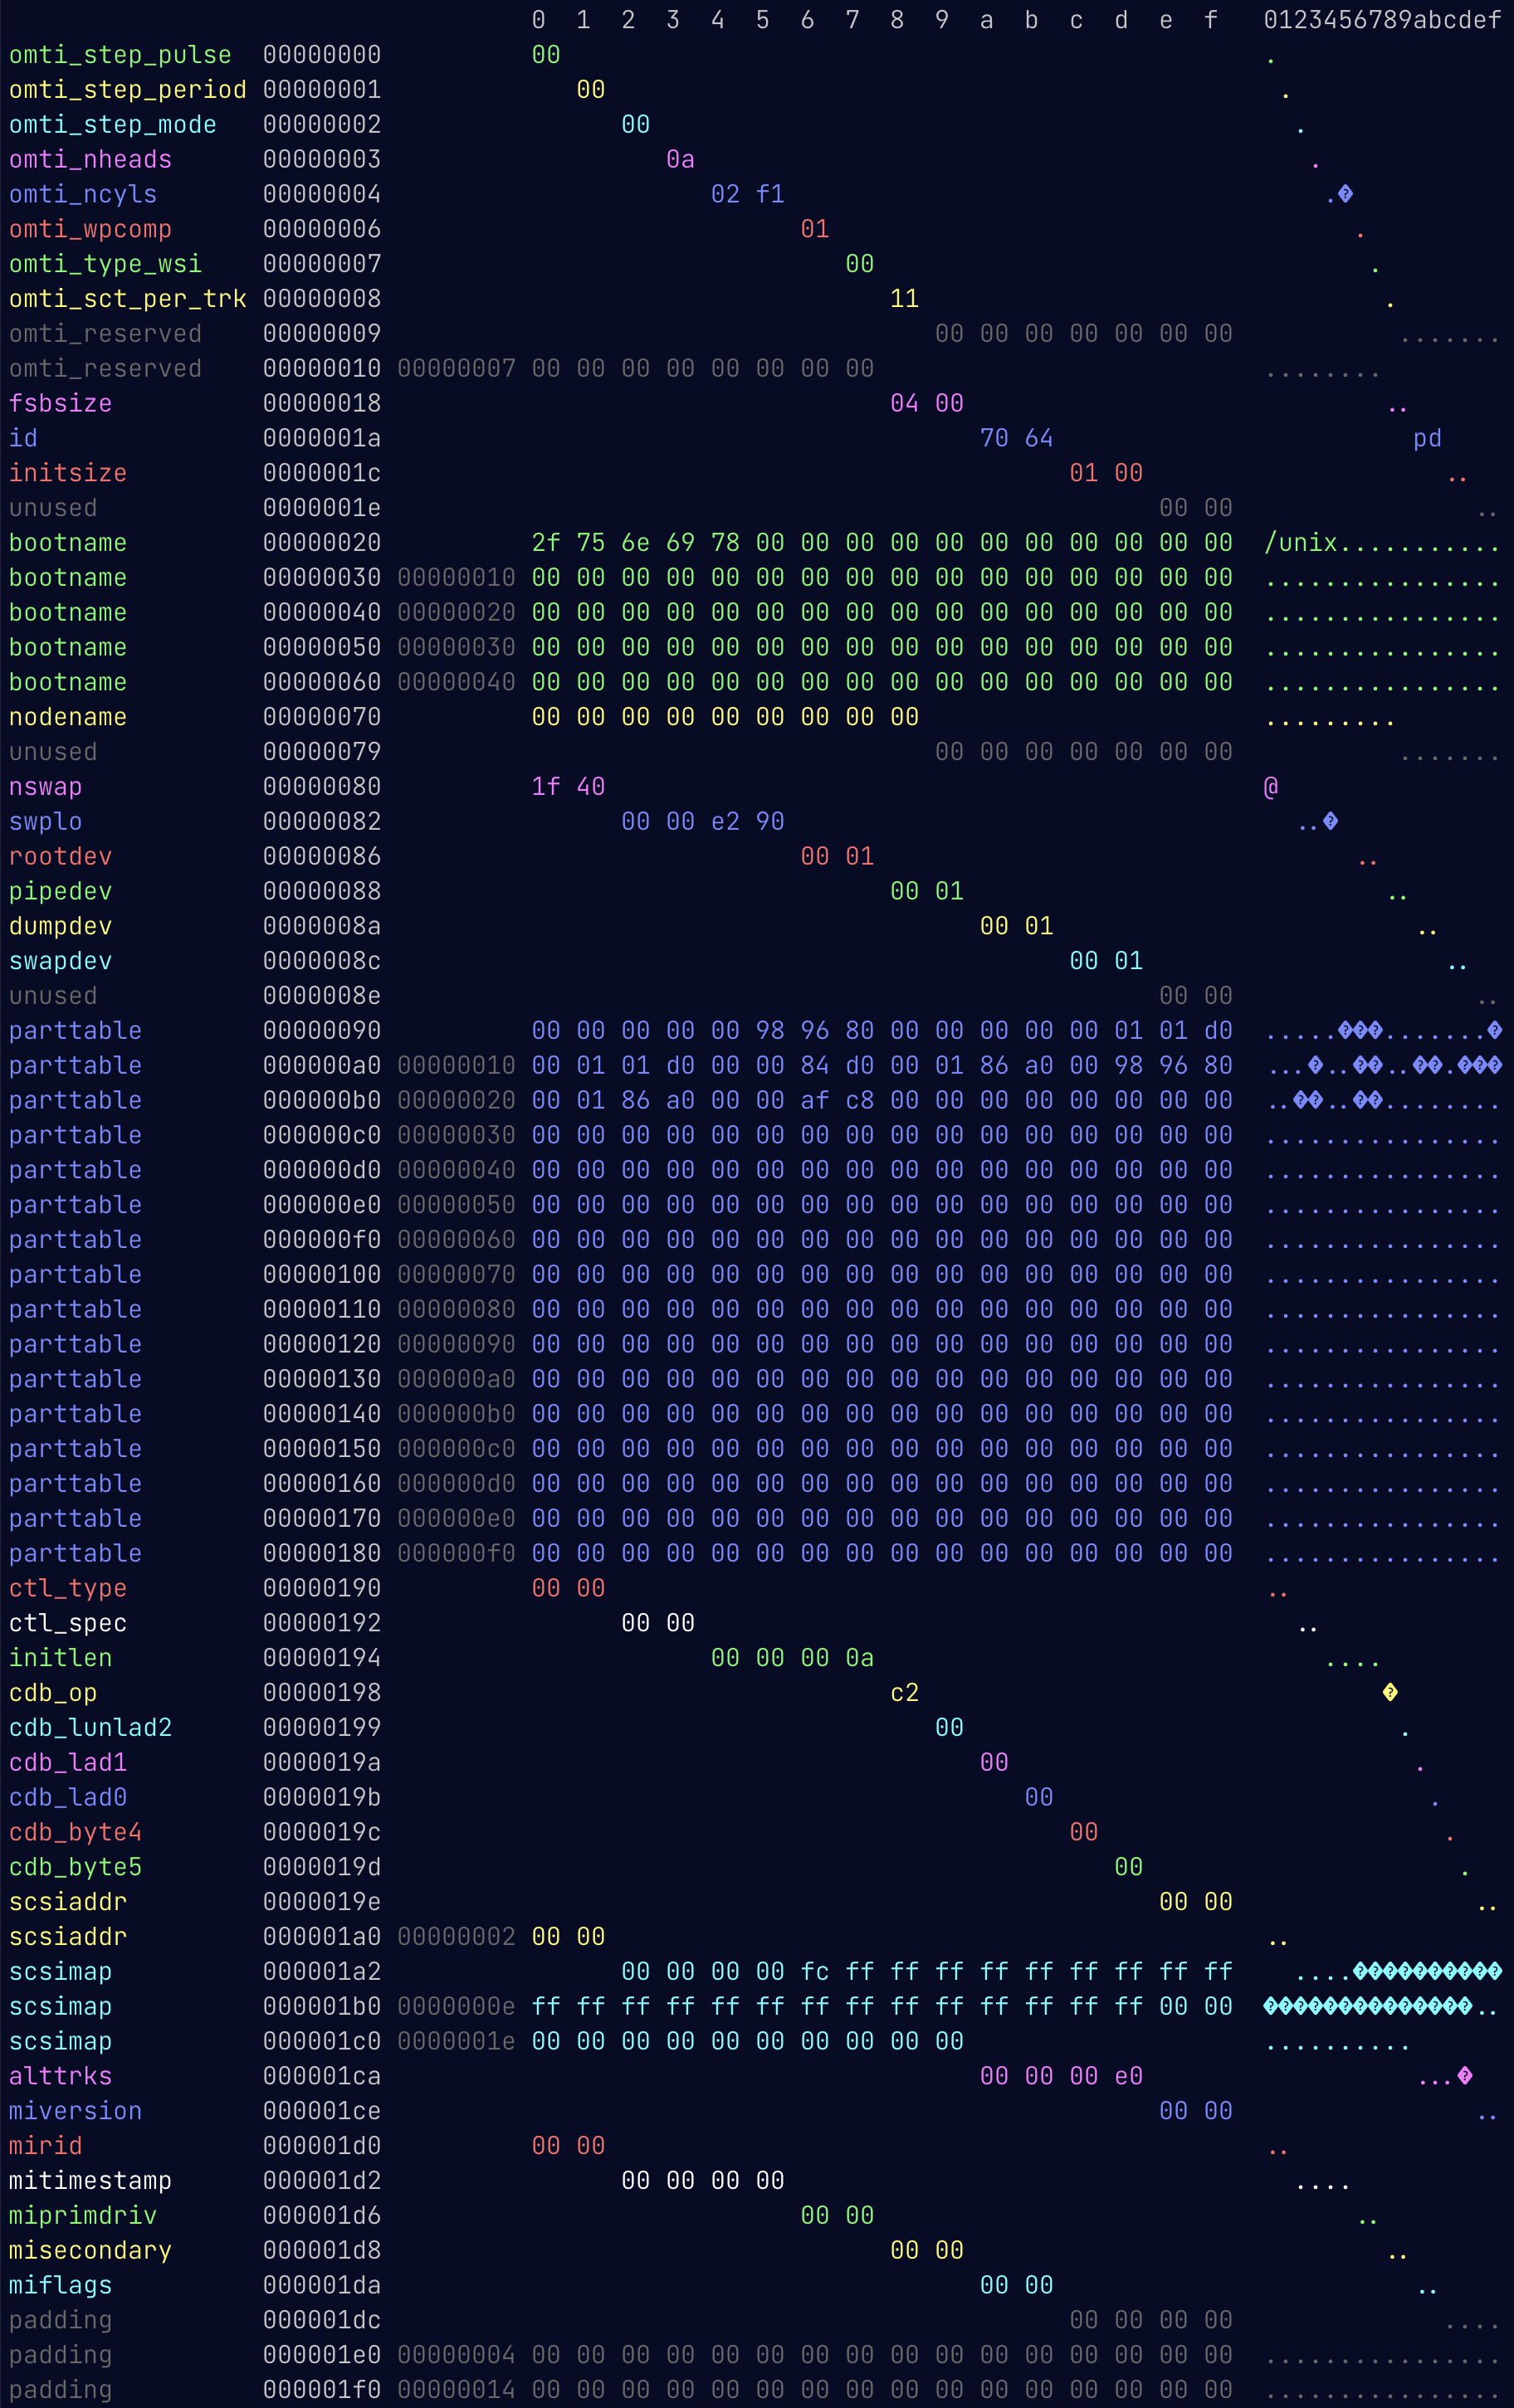 0 1 2 3 4 5 6 7 8 9 a b c d e f 0123456789abcdef
omti_step_pulse 00000000 00 .
omti_step_period 00000001 00 .
omti_step_mode 00000002 00 .
omti_nheads 00000003 0a .
omti_ncyls 00000004 02 f1 .�
omti_wpcomp 00000006 01 .
omti_type_wsi 00000007 00 .
omti_sct_per_trk 00000008 11 .
omti_reserved 00000009 00 00 00 00 00 00 00 .......
omti_reserved 00000010 00000007 00 00 00 00 00 00 00 00 ........
fsbsize 00000018 04 00 ..
id 0000001a 70 64 pd
initsize 0000001c 01 00 ..
unused 0000001e 00 00 ..
bootname 00000020 2f 75 6e 69 78 00 00 00 00 00 00 00 00 00 00 00 /unix...........
bootname 00000030 00000010 00 00 00 00 00 00 00 00 00 00 00 00 00 00 00 00 ................
bootname 00000040 00000020 00 00 00 00 00 00 00 00 00 00 00 00 00 00 00 00 ................
bootname 00000050 00000030 00 00 00 00 00 00 00 00 00 00 00 00 00 00 00 00 ................
bootname 00000060 00000040 00 00 00 00 00 00 00 00 00 00 00 00 00 00 00 00 ................
nodename 00000070 00 00 00 00 00 00 00 00 00 .........
unused 00000079 00 00 00 00 00 00 00 .......
nswap 00000080 1f 40 @
swplo 00000082 00 00 e2 90 ..�
rootdev 00000086 00 01 ..
pipedev 00000088 00 01 ..
dumpdev 0000008a 00 01 ..
swapdev 0000008c 00 01 ..
unused 0000008e 00 00 ..
parttable 00000090 00 00 00 00 00 98 96 80 00 00 00 00 00 01 01 d0 .....���.......�
parttable 000000a0 00000010 00 01 01 d0 00 00 84 d0 00 01 86 a0 00 98 96 80 ...�..��..��.���
parttable 000000b0 00000020 00 01 86 a0 00 00 af c8 00 00 00 00 00 00 00 00 ..��..��........
parttable 000000c0 00000030 00 00 00 00 00 00 00 00 00 00 00 00 00 00 00 00 ................
parttable 000000d0 00000040 00 00 00 00 00 00 00 00 00 00 00 00 00 00 00 00 ................
parttable 000000e0 00000050 00 00 00 00 00 00 00 00 00 00 00 00 00 00 00 00 ................
parttable 000000f0 00000060 00 00 00 00 00 00 00 00 00 00 00 00 00 00 00 00 ................
parttable 00000100 00000070 00 00 00 00 00 00 00 00 00 00 00 00 00 00 00 00 ................
parttable 00000110 00000080 00 00 00 00 00 00 00 00 00 00 00 00 00 00 00 00 ................
parttable 00000120 00000090 00 00 00 00 00 00 00 00 00 00 00 00 00 00 00 00 ................
parttable 00000130 000000a0 00 00 00 00 00 00 00 00 00 00 00 00 00 00 00 00 ................
parttable 00000140 000000b0 00 00 00 00 00 00 00 00 00 00 00 00 00 00 00 00 ................
parttable 00000150 000000c0 00 00 00 00 00 00 00 00 00 00 00 00 00 00 00 00 ................
parttable 00000160 000000d0 00 00 00 00 00 00 00 00 00 00 00 00 00 00 00 00 ................
parttable 00000170 000000e0 00 00 00 00 00 00 00 00 00 00 00 00 00 00 00 00 ................
parttable 00000180 000000f0 00 00 00 00 00 00 00 00 00 00 00 00 00 00 00 00 ................
ctl_type 00000190 00 00 ..
ctl_spec 00000192 00 00 ..
initlen 00000194 00 00 00 0a ....
cdb_op 00000198 c2 �
cdb_lunlad2 00000199 00 .
cdb_lad1 0000019a 00 .
cdb_lad0 0000019b 00 .
cdb_byte4 0000019c 00 .
cdb_byte5 0000019d 00 .
scsiaddr 0000019e 00 00 ..
scsiaddr 000001a0 00000002 00 00 ..
scsimap 000001a2 00 00 00 00 fc ff ff ff ff ff ff ff ff ff ....����������
scsimap 000001b0 0000000e ff ff ff ff ff ff ff ff ff ff ff ff ff ff 00 00 ��������������..
scsimap 000001c0 0000001e 00 00 00 00 00 00 00 00 00 00 ..........
alttrks 000001ca 00 00 00 e0 ...�
miversion 000001ce 00 00 ..
mirid 000001d0 00 00 ..
mitimestamp 000001d2 00 00 00 00 ....
miprimdriv 000001d6 00 00 ..
misecondary 000001d8 00 00 ..
miflags 000001da 00 00 ..
padding 000001dc 00 00 00 00 ....
padding 000001e0 00000004 00 00 00 00 00 00 00 00 00 00 00 00 00 00 00 00 ................
padding 000001f0 00000014 00 00 00 00 00 00 00 00 00 00 00 00 00 00 00 00 ................